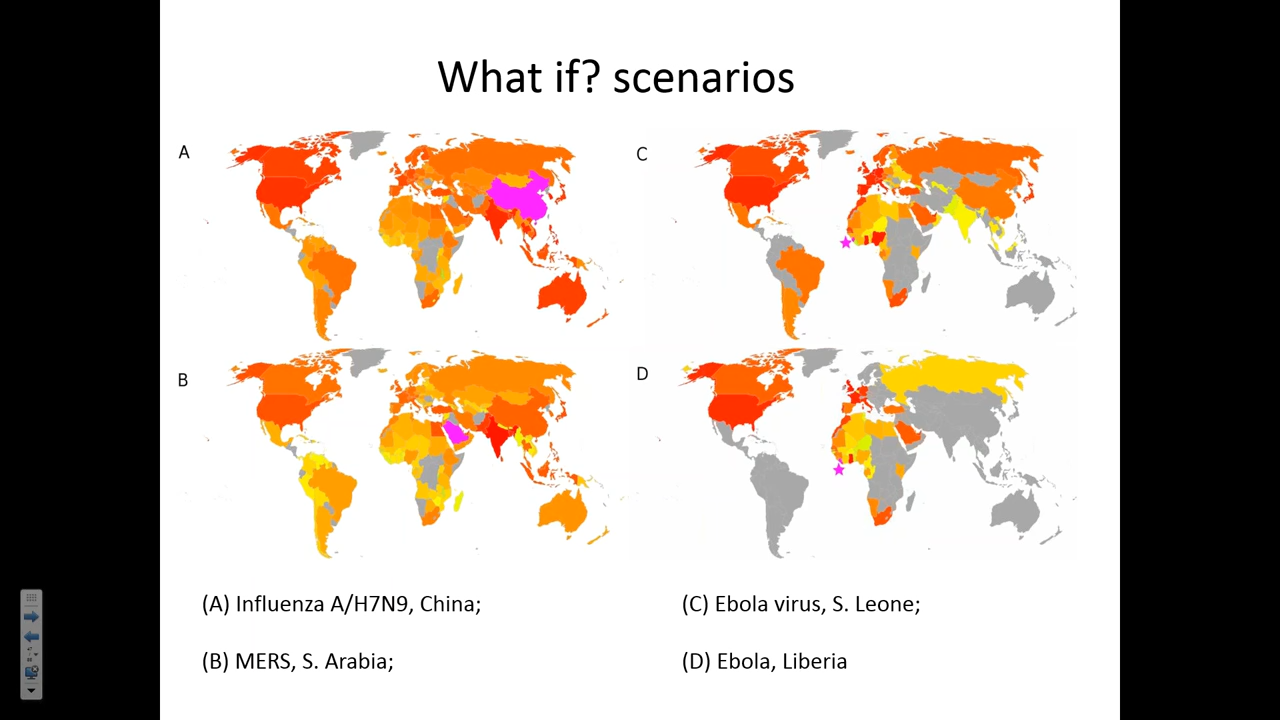 What if? scenarios
A
C
B
D
(A) Influenza A/H7N9, China;
(C) Ebola virus, S. Leone;
(B) MERS, S. Arabia;
(D) Ebola, Liberia